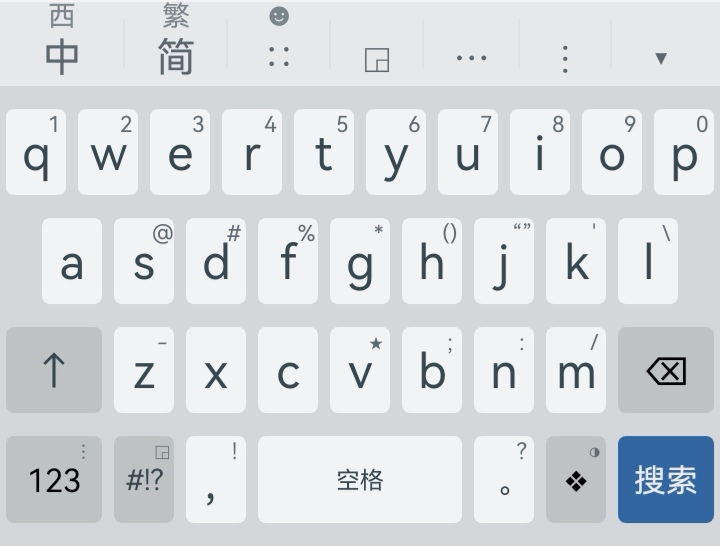 西 繁 ☻
中 简 ∷ … ⋮ ▼
1 2 3 4 5 6 7 8 9 0
q w e r t y u i o p
@ # % * () “” ' \
a s d f g h j k l
- ★ ; : /
↑ z x c v b n m ⌫
⋮ ! ? ◑
123 #!? , 空格 。 ❖ 搜索